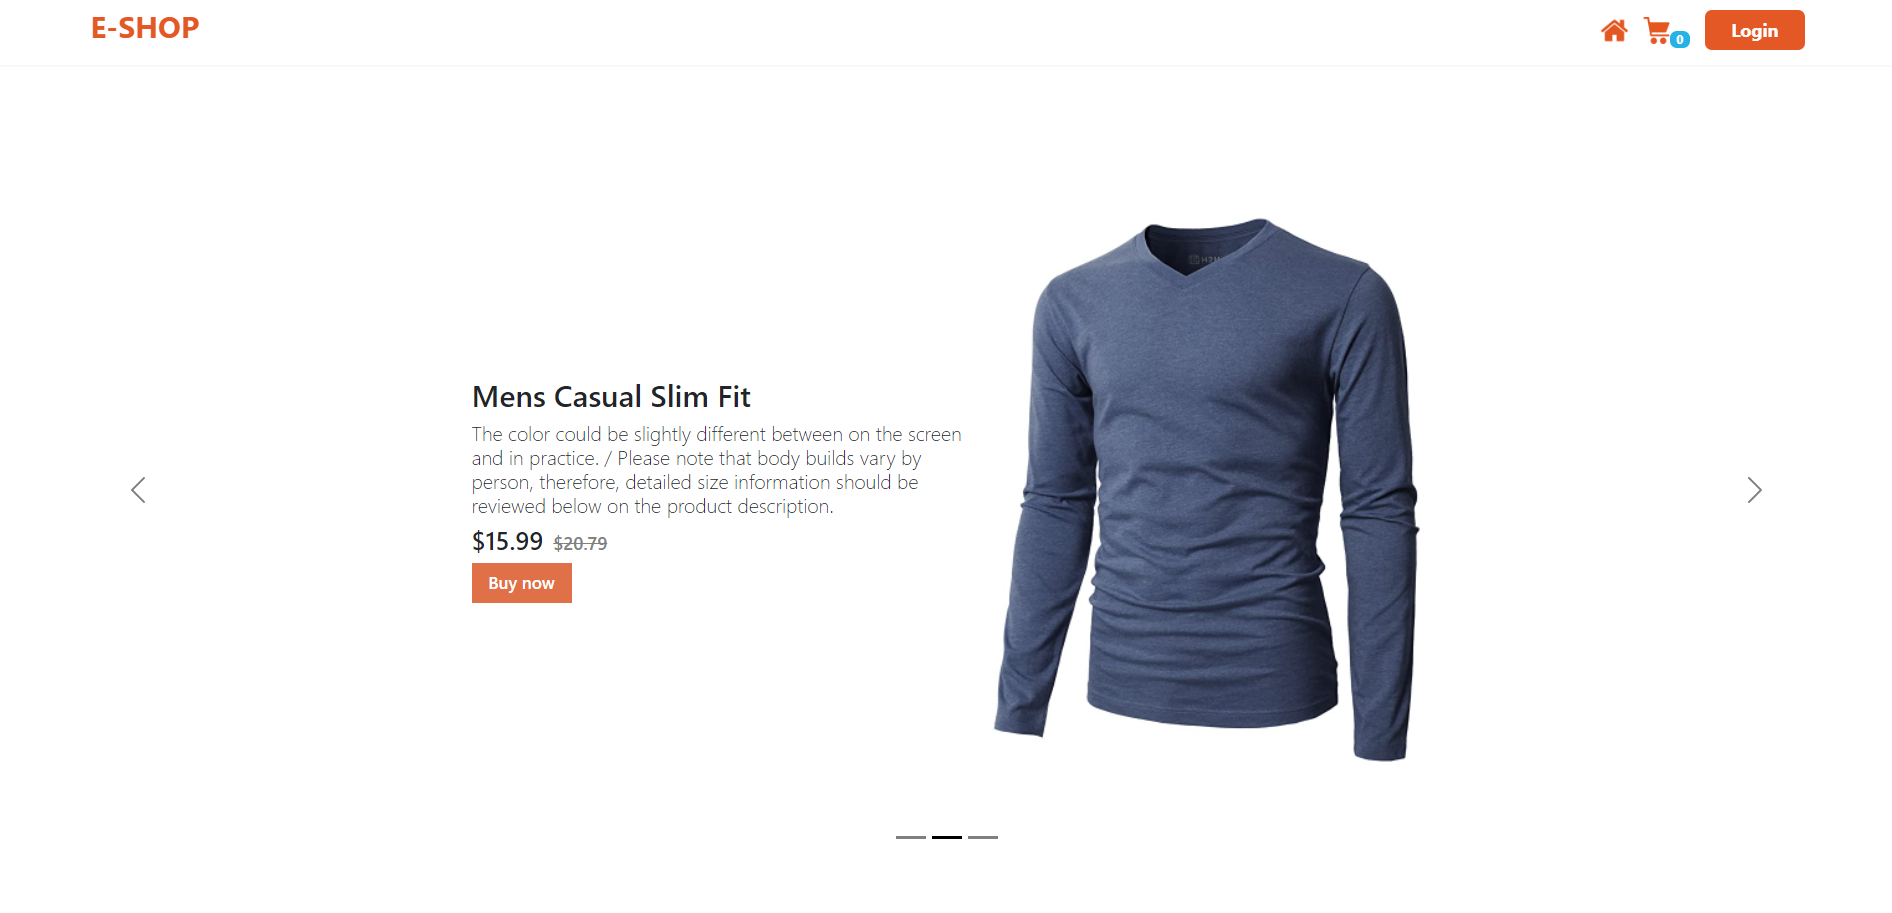 E-SHOP
0
Login
Mens Casual Slim Fit
The color could be slightly different between on the screen
and in practice. / Please note that body builds vary by
person, therefore, detailed size information should be
reviewed below on the product description.
$15.99 $20.79
Buy now